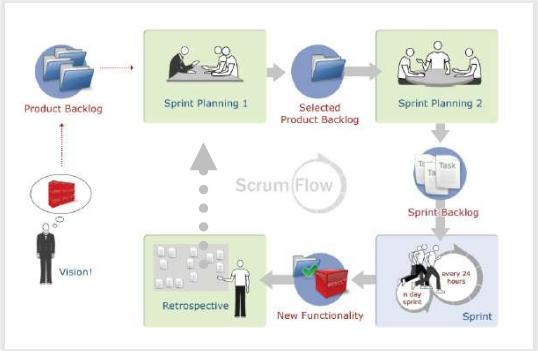 Product Backlog
Sprint Planning 1
Selected
Product Backlog
Sprint Planning 2
Task
Sprint Backlog
Scrum Flow
Vision!
Retrospective
New Functionality
every 24
hours
n day
sprint
Sprint